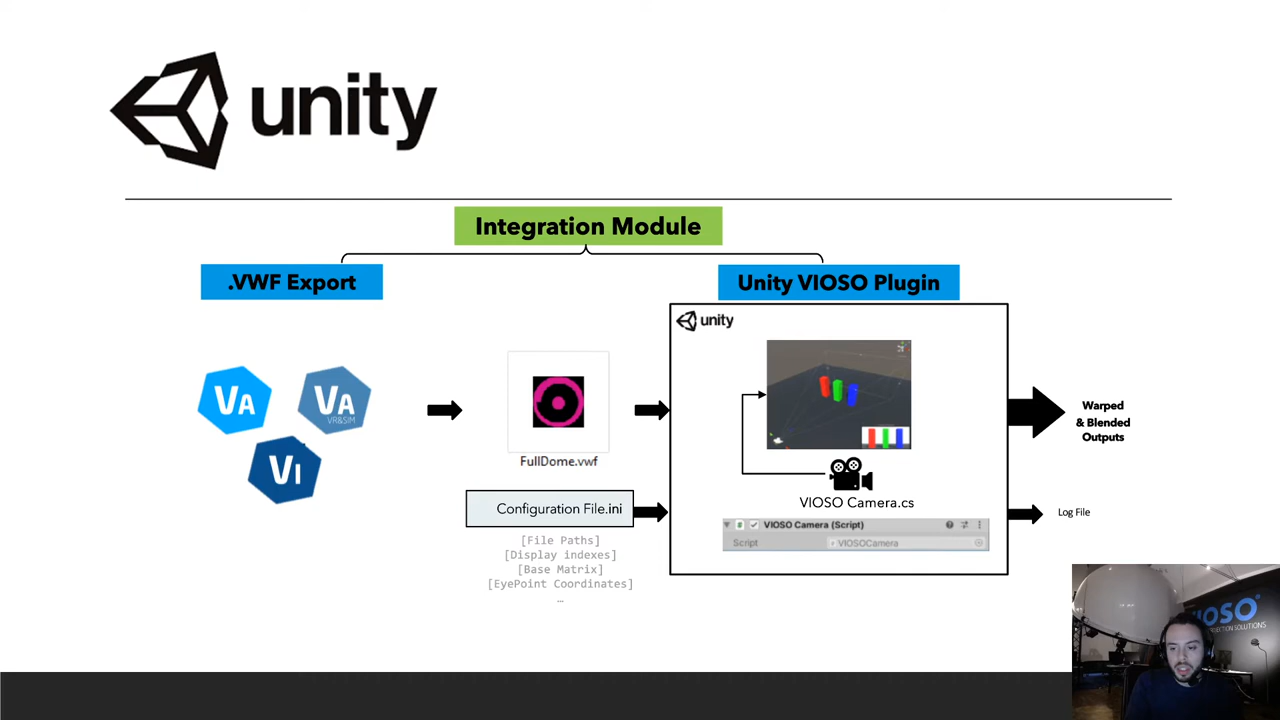 unity
Integration Module
.VWF Export
Unity VIOSO Plugin
unity
VA
VA
VR&SIM
VI
FullDome.vwf
Configuration File.ini
[File Paths]
[Display indexes]
[Base Matrix]
[EyePoint Coordinates]
…
VIOSO Camera.cs
VIOSO Camera (Script)
Script
VIOSOCamera
Warped
& Blended
Outputs
Log File